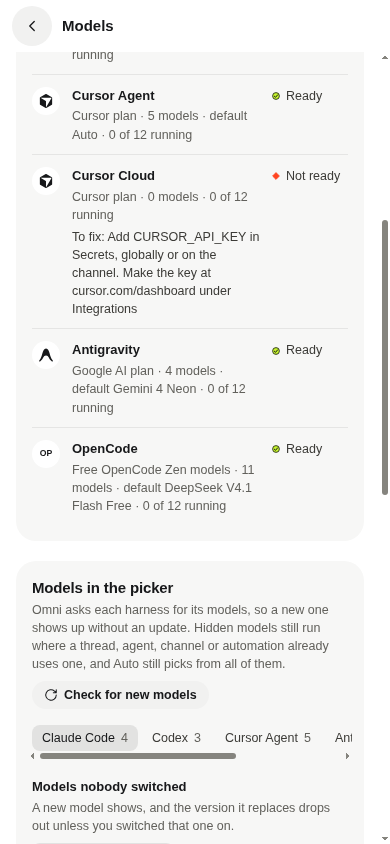 Models
running
Cursor Agent
Ready
Cursor plan · 5 models · default
Auto · 0 of 12 running
Cursor Cloud
Not ready
Cursor plan · 0 models · 0 of 12
running
To fix: Add CURSOR_API_KEY in
Secrets, globally or on the
channel. Make the key at
cursor.com/dashboard under
Integrations
Antigravity
Ready
Google AI plan · 4 models ·
default Gemini 4 Neon · 0 of 12
running
OP
OpenCode
Ready
Free OpenCode Zen models · 11
models · default DeepSeek V4.1
Flash Free · 0 of 12 running
Models in the picker
Omni asks each harness for its models, so a new one
shows up without an update. Hidden models still run
where a thread, agent, channel or automation already
uses one, and Auto still picks from all of them.
Check for new models
Claude Code 4 Codex 3 Cursor Agent 5 Ant
Models nobody switched
A new model shows, and the version it replaces drops
out unless you switched that one on.